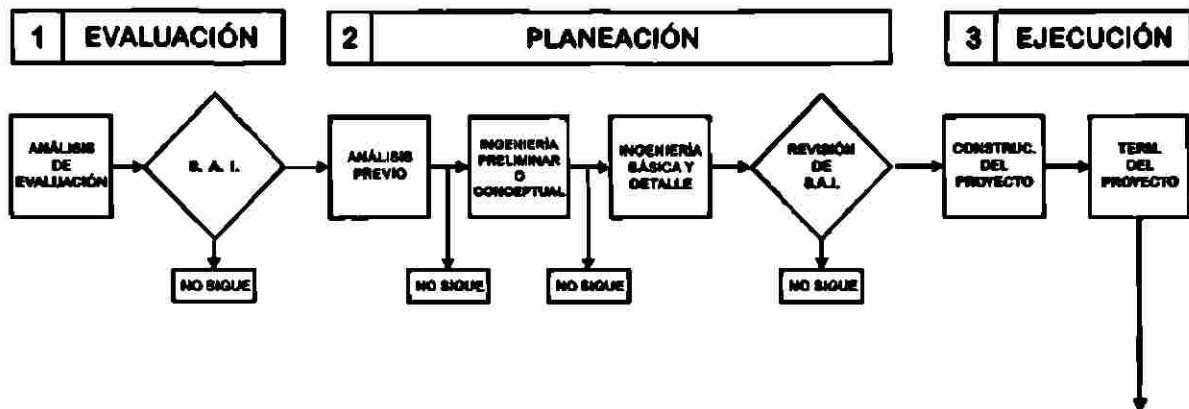 1 EVALUACIÓN
2 PLANEACIÓN
3 EJECUCIÓN
ANÁLISIS
DE
EVALUACIÓN
S. A. I.
ANÁLISIS
PREVIO
INGENIERÍA
PRELIMINAR
O
CONCEPTUAL
INGENIERÍA
BÁSICA Y
DETALLE
REVISIÓN
DE
S.A.I.
CONSTRUC.
DEL
PROYECTO
TERM.
DEL
PROYECTO
NO SIGUE
NO SIGUE
NO SIGUE
NO SIGUE